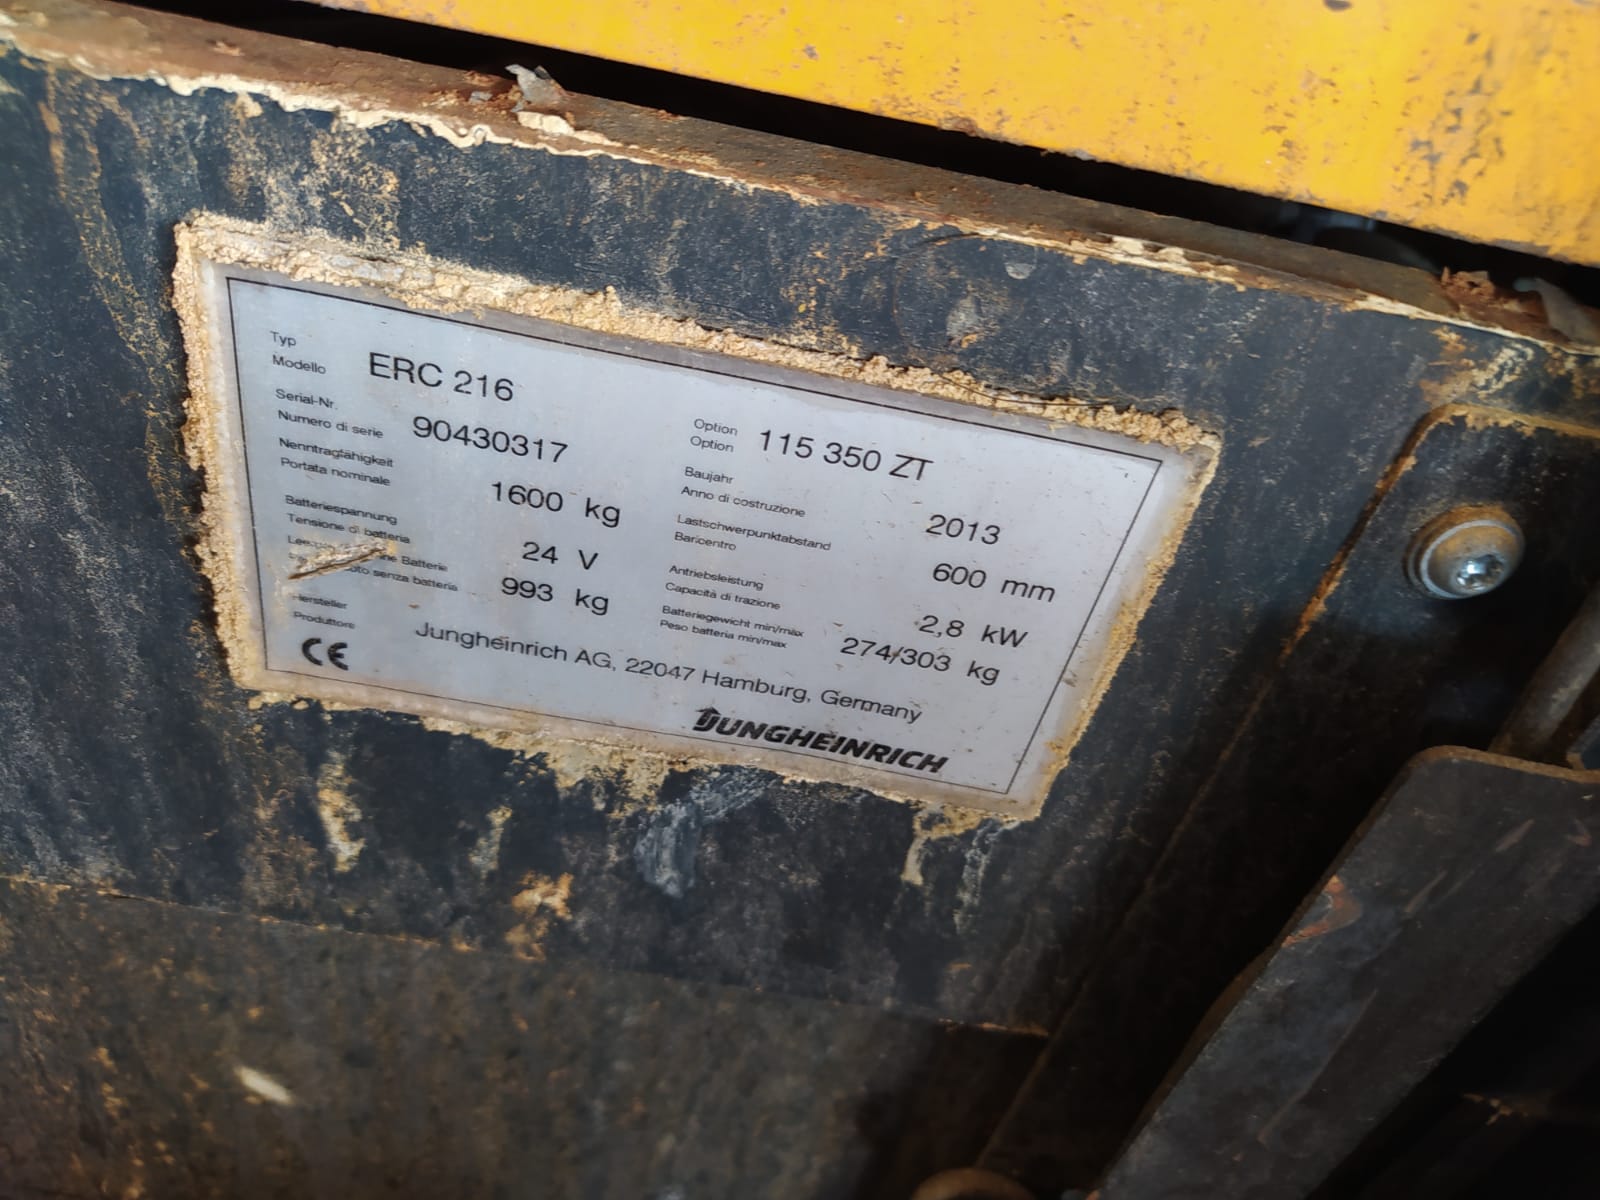 Typ
Modello ERC 216
Serial-Nr.
Numero di serie 90430317
Option
Option 115 350 ZT
Nenntragfähigkeit
Portata nominale 1600 kg
Baujahr
Anno di costruzione 2013
Batteriespannung
Tensione di batteria 24 V
Lastschwerpunktabstand
Baricentro 600 mm
Batterie
senza batteria 993 kg
Antriebsleistung
Capacità di trazione 2,8 kW
Batteriegewicht min/max
Peso batteria min/max 274/303 kg
Hersteller
Produttore Jungheinrich AG, 22047 Hamburg, Germany
CE
JUNGHEINRICH